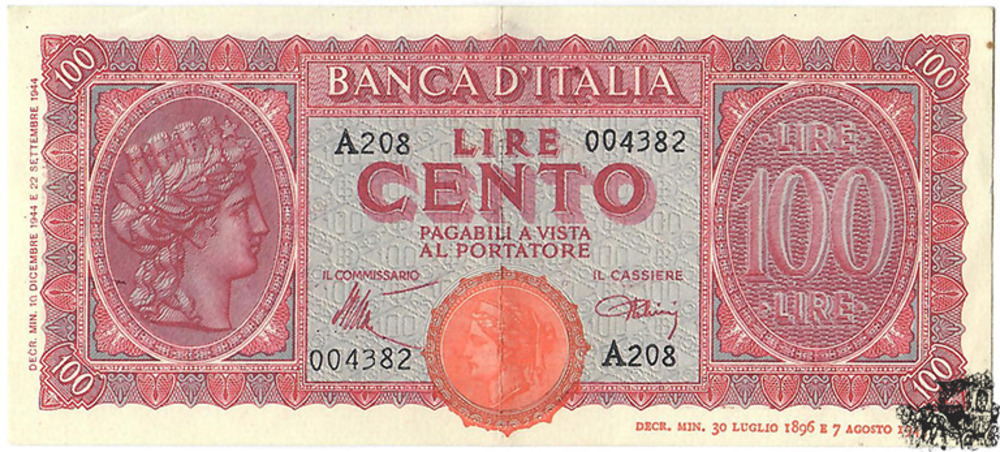 100
100
BANCA D'ITALIA
DECR. MIN. 10 DICEMBRE 1944 E 22 SETTEMBRE 1944
A208 LIRE 004382
CENTO
PAGABILI A VISTA
AL PORTATORE
IL COMMISSARIO
IL CASSIERE
004382
A208
LIRE
100
LIRE
100
100
DECR. MIN. 30 LUGLIO 1896 E 7 AGOSTO